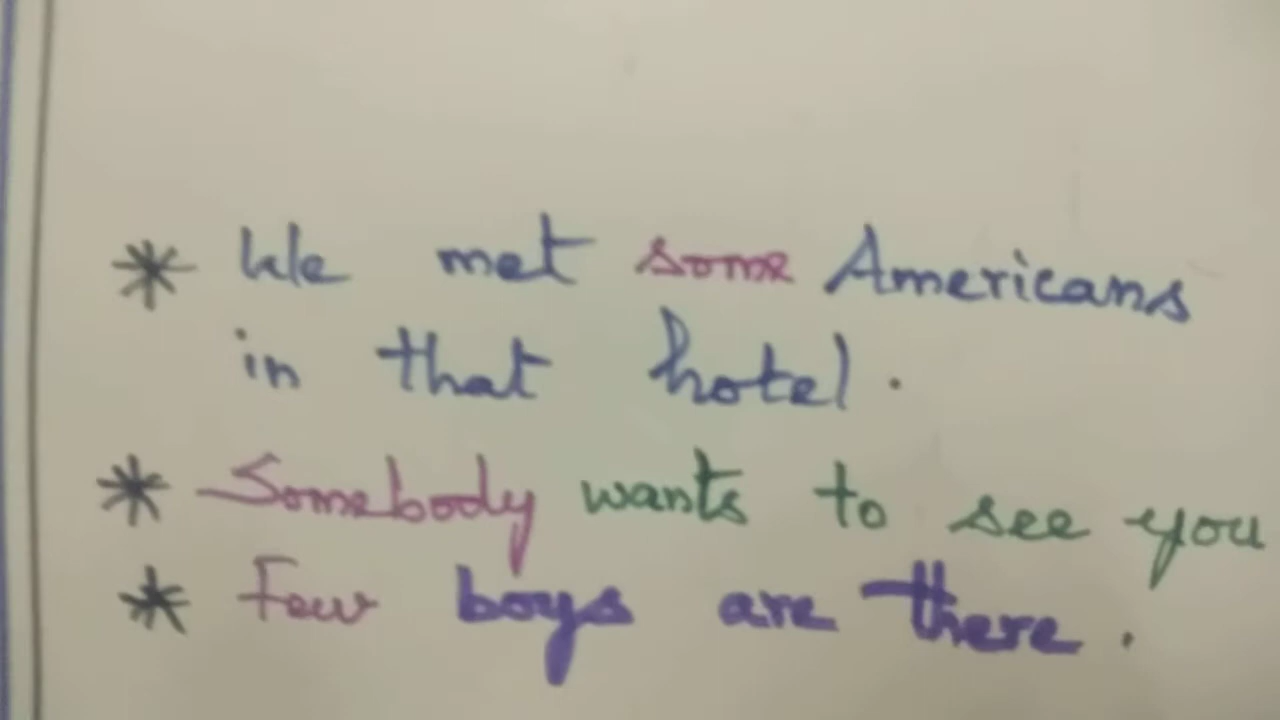 * We met some Americans
in that hotel.
* Somebody wants to see you
* Few boys are there.